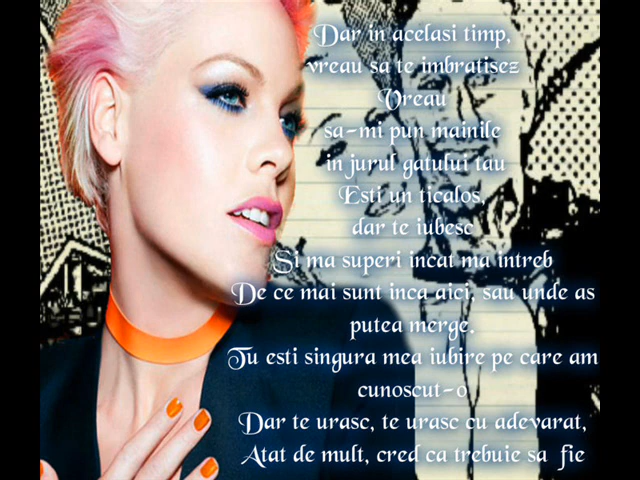 Dar in acelasi timp,
vreau sa te imbratisez
Vreau
sa-mi pun mainile
in jurul gatului tau
Esti un ticalos,
dar te iubesc
Si ma superi incat ma intreb
De ce mai sunt inca aici, sau unde as
putea merge.
Tu esti singura mea iubire pe care am
cunoscut-o
Dar te urasc, te urasc cu adevarat,
Atat de mult, cred ca trebuie sa fie